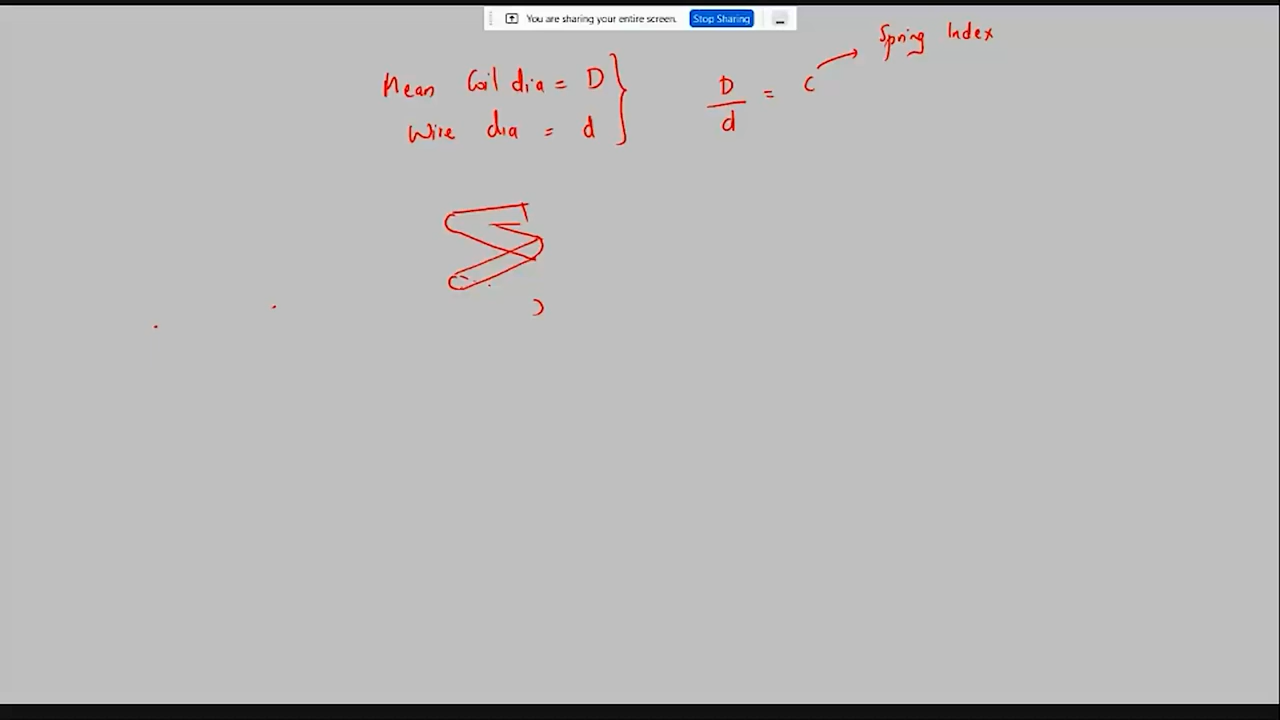 You are sharing your entire screen. Stop Sharing
Spring Index
Mean Coil dia = D
Wire dia = d
D/d = C